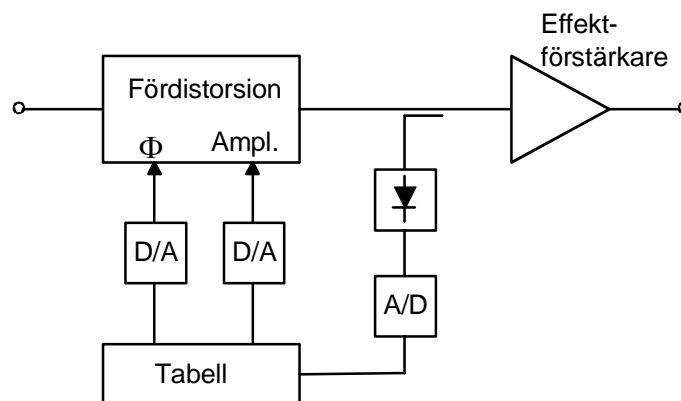 Effekt-
förstärkare
Fördistorsion
Φ Ampl.
D/A D/A
A/D
Tabell